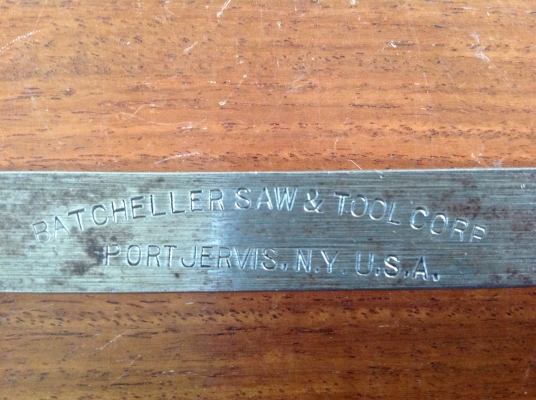 BATCHELLER SAW & TOOL CORP
PORT JERVIS. N.Y. U.S.A.